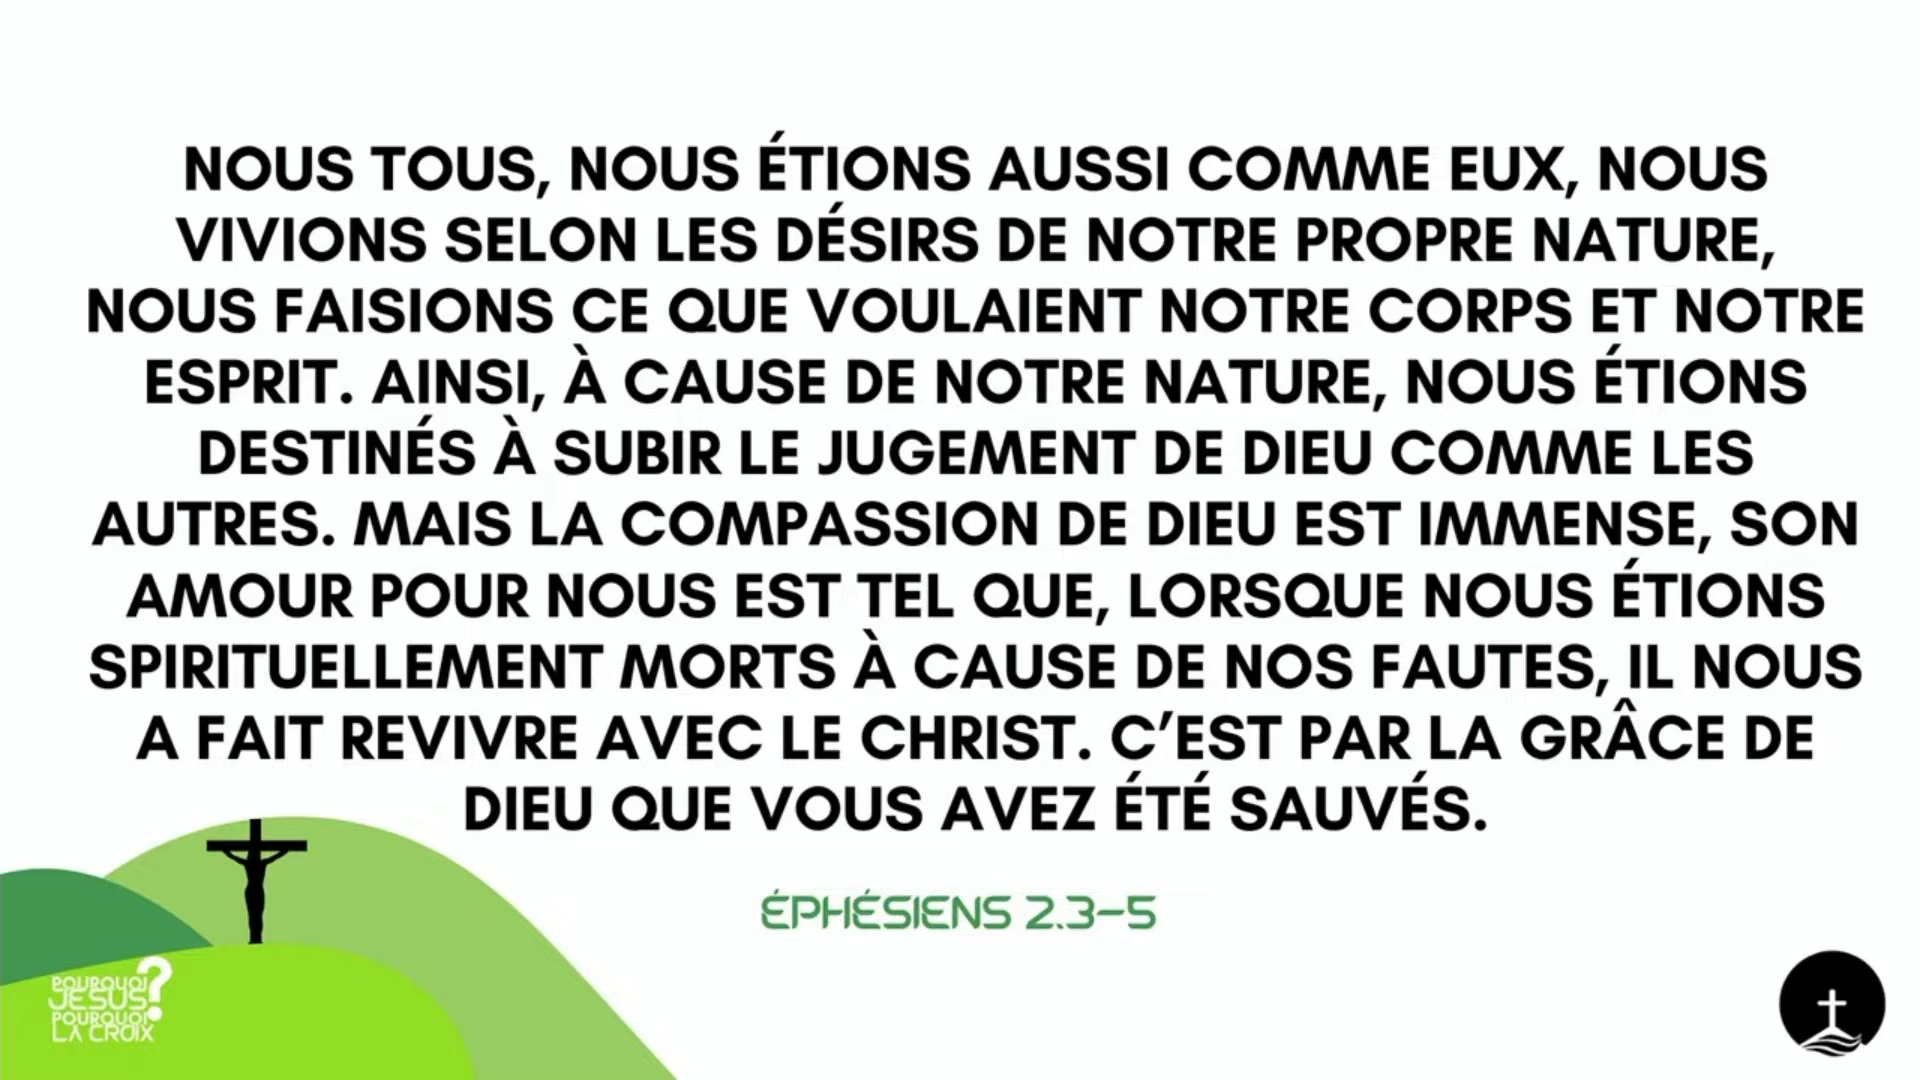 NOUS TOUS, NOUS ÉTIONS AUSSI COMME EUX, NOUS
VIVIONS SELON LES DÉSIRS DE NOTRE PROPRE NATURE,
NOUS FAISIONS CE QUE VOULAIENT NOTRE CORPS ET NOTRE
ESPRIT. AINSI, À CAUSE DE NOTRE NATURE, NOUS ÉTIONS
DESTINÉS À SUBIR LE JUGEMENT DE DIEU COMME LES
AUTRES. MAIS LA COMPASSION DE DIEU EST IMMENSE, SON
AMOUR POUR NOUS EST TEL QUE, LORSQUE NOUS ÉTIONS
SPIRITUELLEMENT MORTS À CAUSE DE NOS FAUTES, IL NOUS
A FAIT REVIVRE AVEC LE CHRIST. C’EST PAR LA GRÂCE DE
DIEU QUE VOUS AVEZ ÉTÉ SAUVÉS.
ÉPHÉSIENS 2.3–5
POURQUOI
JESUS?
POURQUOI
LA CROIX